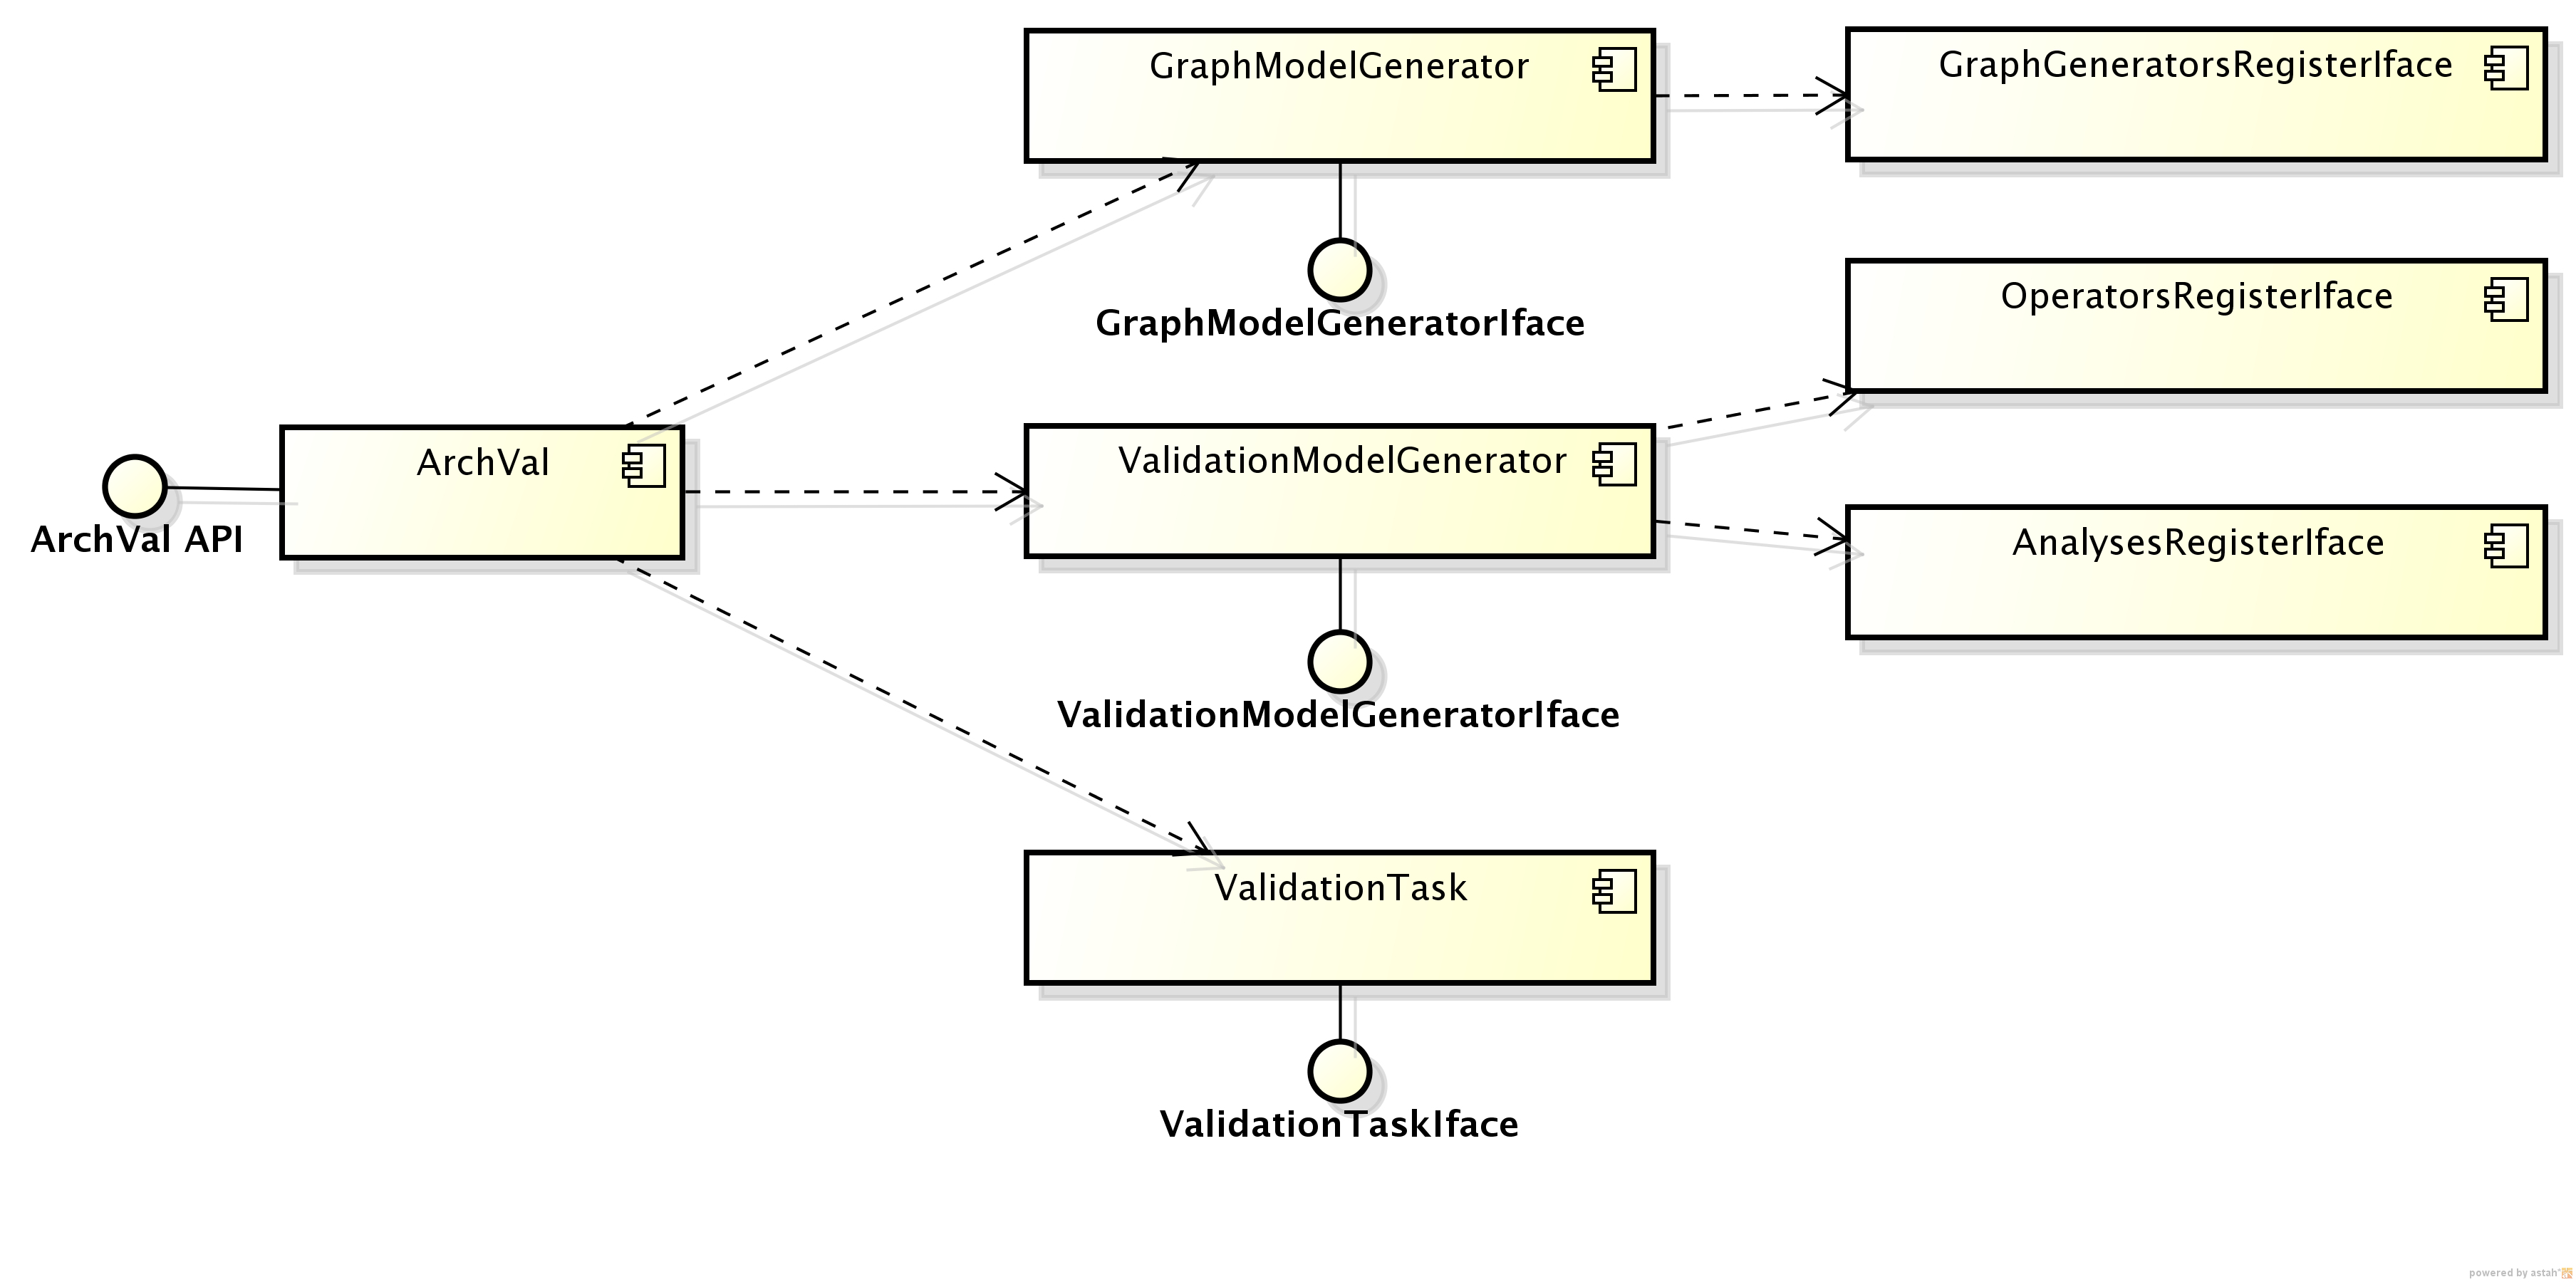 GraphModelGenerator
GraphGeneratorsRegisterIface
OperatorsRegisterIface
GraphModelGeneratorIface
ArchVal
ValidationModelGenerator
ArchVal API
AnalysesRegisterIface
ValidationModelGeneratorIface
ValidationTask
ValidationTaskIface
powered by astah*